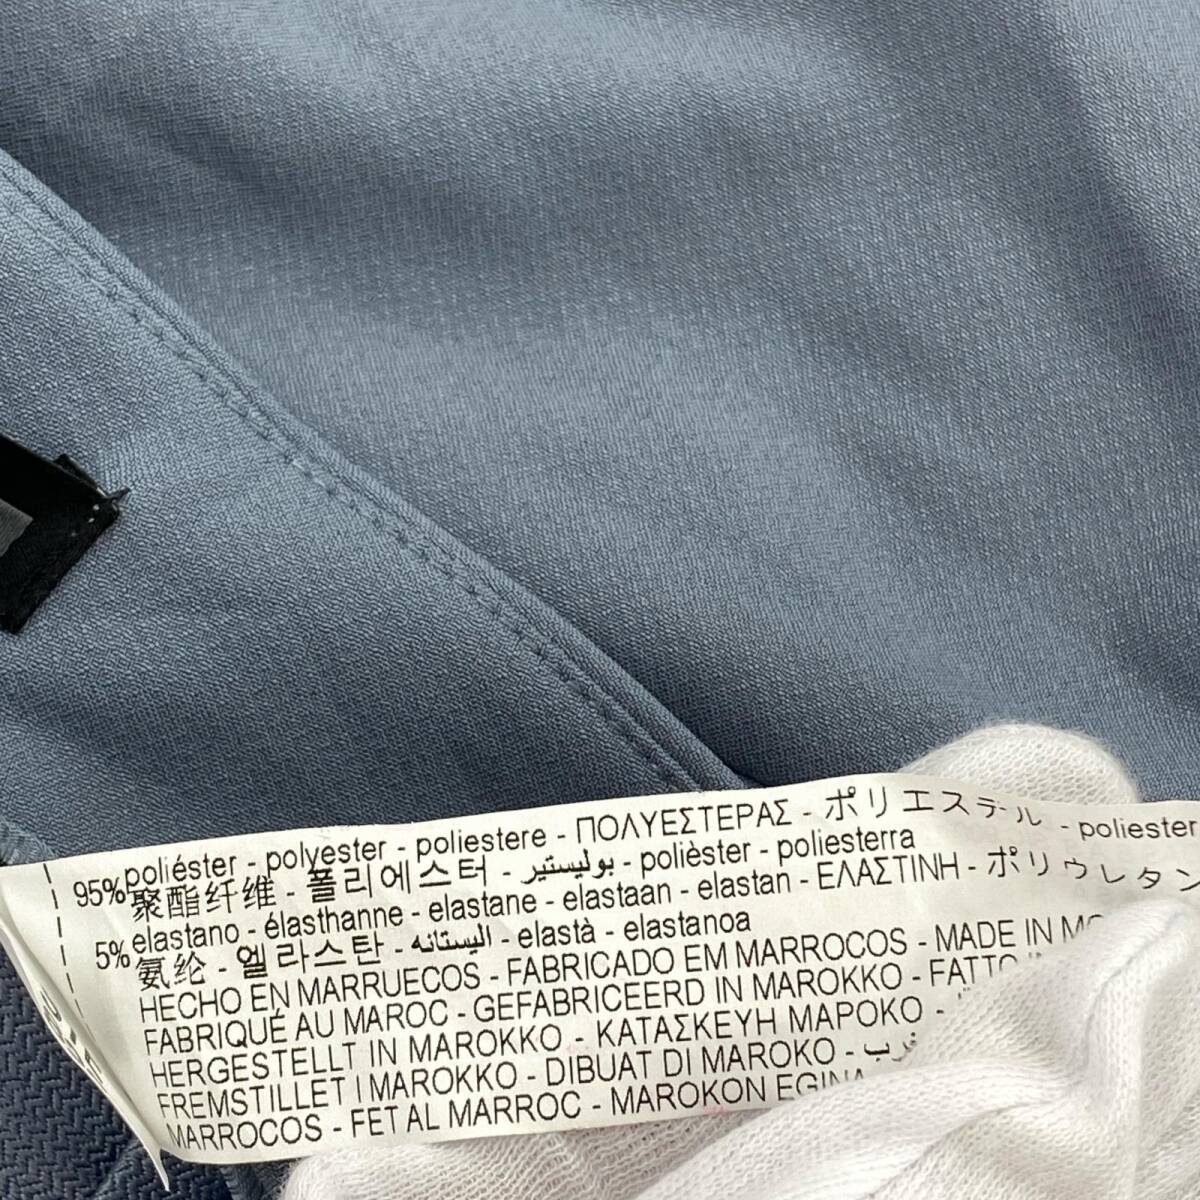 95% poliéster - polyester - poliestere - ΠΟΛΥΕΣΤΕΡΑΣ - ポリエステル - poliester
聚酯纤维 - 폴리에스터 - بوليستير - polièster - poliesterra
5% elastano - élasthanne - elastane - elastaan - elastan - ΕΛΑΣΤΙΝΗ - ポリウレタン
氨纶 - 엘라스탄 - اليستانه - elastà - elastanoa
HECHO EN MARRUECOS - FABRICADO EM MARROCOS - MADE IN
FABRIQUÉ AU MAROC - GEFABRICEERD IN MAROKKO - FATTO
HERGESTELLT IN MAROKKO - ΚΑΤΑΣΚΕΥΗ ΜΑΡΟΚΟ -
FREMSTILLET I MAROKKO - DIBUAT DI MAROKO -
MARROCOS - FET AL MARROC - MAROKON EGINA